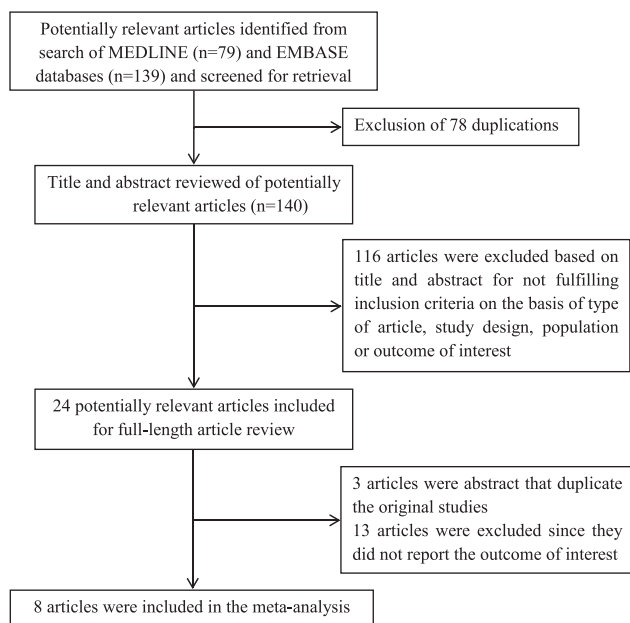 Potentially relevant articles identified from
search of MEDLINE (n=79) and EMBASE
databases (n=139) and screened for retrieval
Exclusion of 78 duplications
Title and abstract reviewed of potentially
relevant articles (n=140)
116 articles were excluded based on
title and abstract for not fulfilling
inclusion criteria on the basis of type
of article, study design, population
or outcome of interest
24 potentially relevant articles included
for full-length article review
3 articles were abstract that duplicate
the original studies
13 articles were excluded since they
did not report the outcome of interest
8 articles were included in the meta-analysis